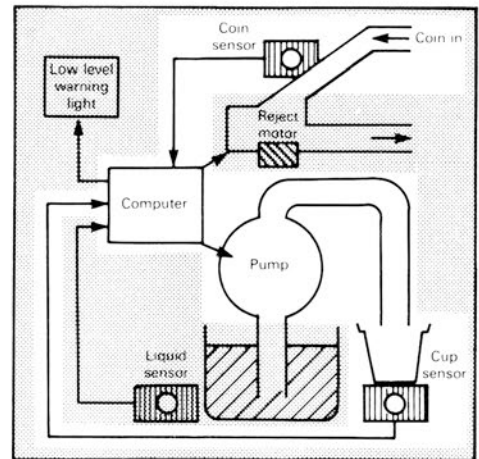 Coin
sensor
Coin in
Low level
warning
light
Reject
motor
Computer
Pump
Liquid
sensor
Cup
sensor